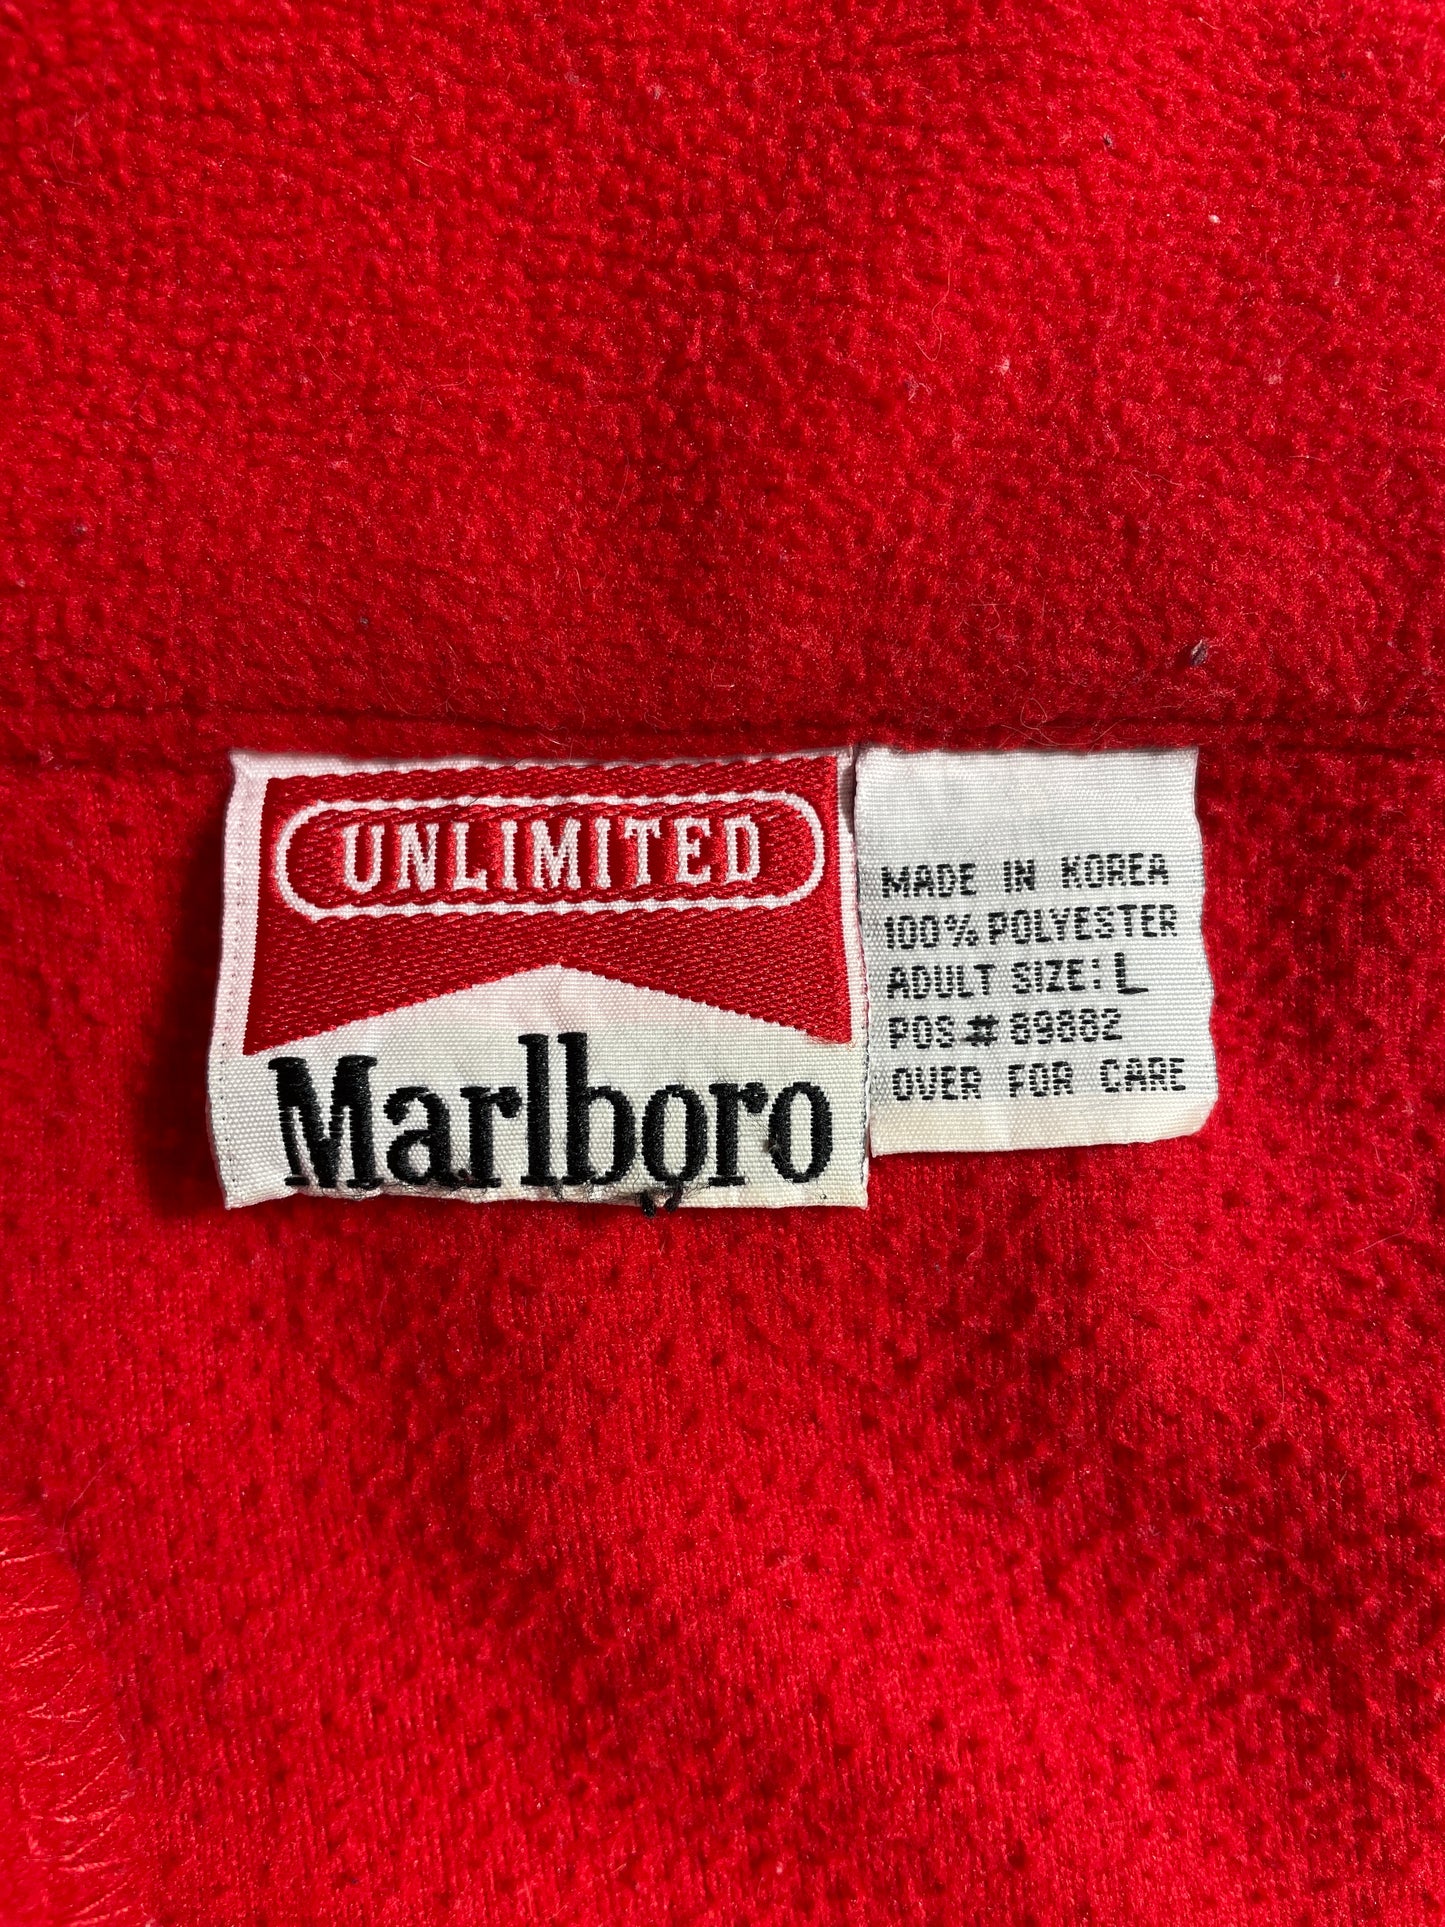 UNLIMITED
Marlboro
MADE IN KOREA
100% POLYESTER
ADULT SIZE: L
POS # 89882
OVER FOR CARE